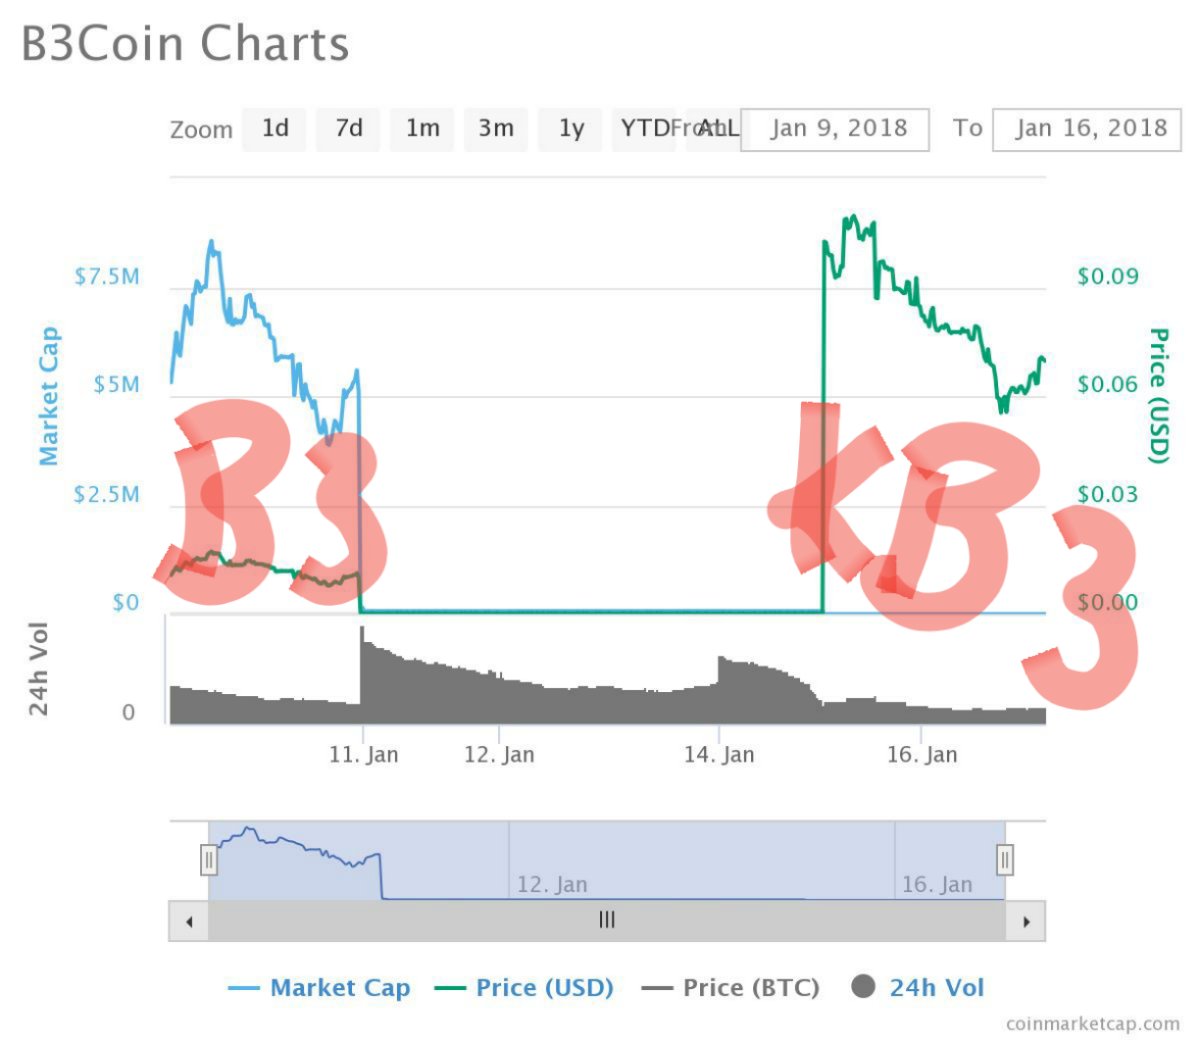 B3Coin Charts
Zoom 1d 7d 1m 3m 1y YTD ALL From Jan 9, 2018 To Jan 16, 2018
$7.5M $0.09
Market Cap
Price (USD)
$5M $0.06
B3 KB3
$2.5M $0.03
$0 $0.00
24h Vol
0
11. Jan 12. Jan 14. Jan 16. Jan
12. Jan 16. Jan
Market Cap Price (USD) Price (BTC) 24h Vol
coinmarketcap.com